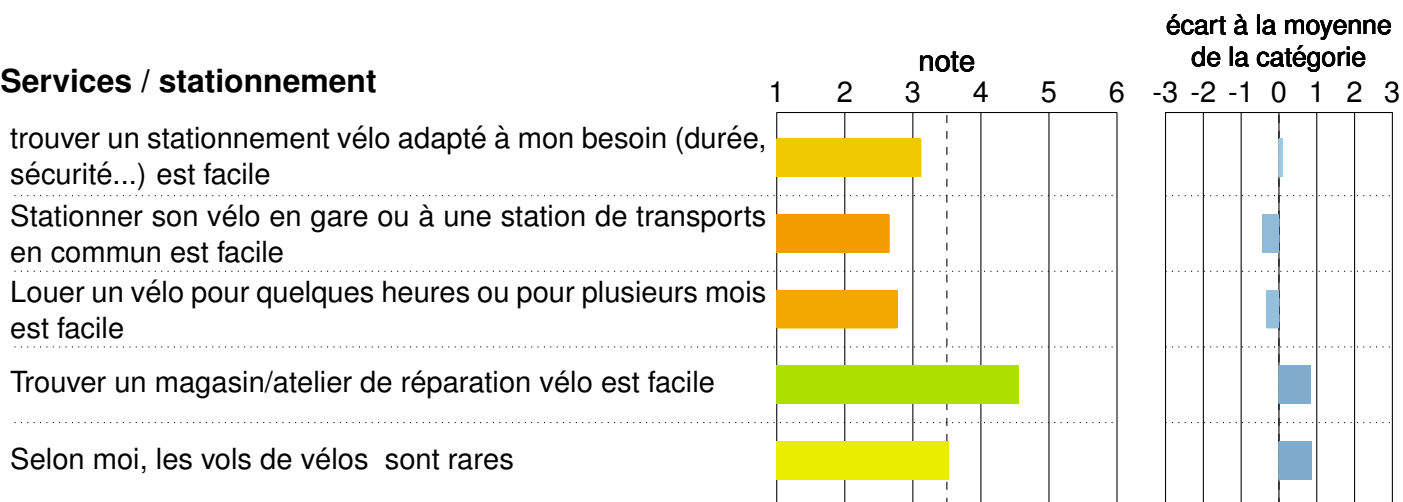 écart à la moyenne
de la catégorie
note
Services / stationnement
1 2 3 4 5 6 -3 -2 -1 0 1 2 3
trouver un stationnement vélo adapté à mon besoin (durée,
sécurité...) est facile
Stationner son vélo en gare ou à une station de transports
en commun est facile
Louer un vélo pour quelques heures ou pour plusieurs mois
est facile
Trouver un magasin/atelier de réparation vélo est facile
Selon moi, les vols de vélos sont rares